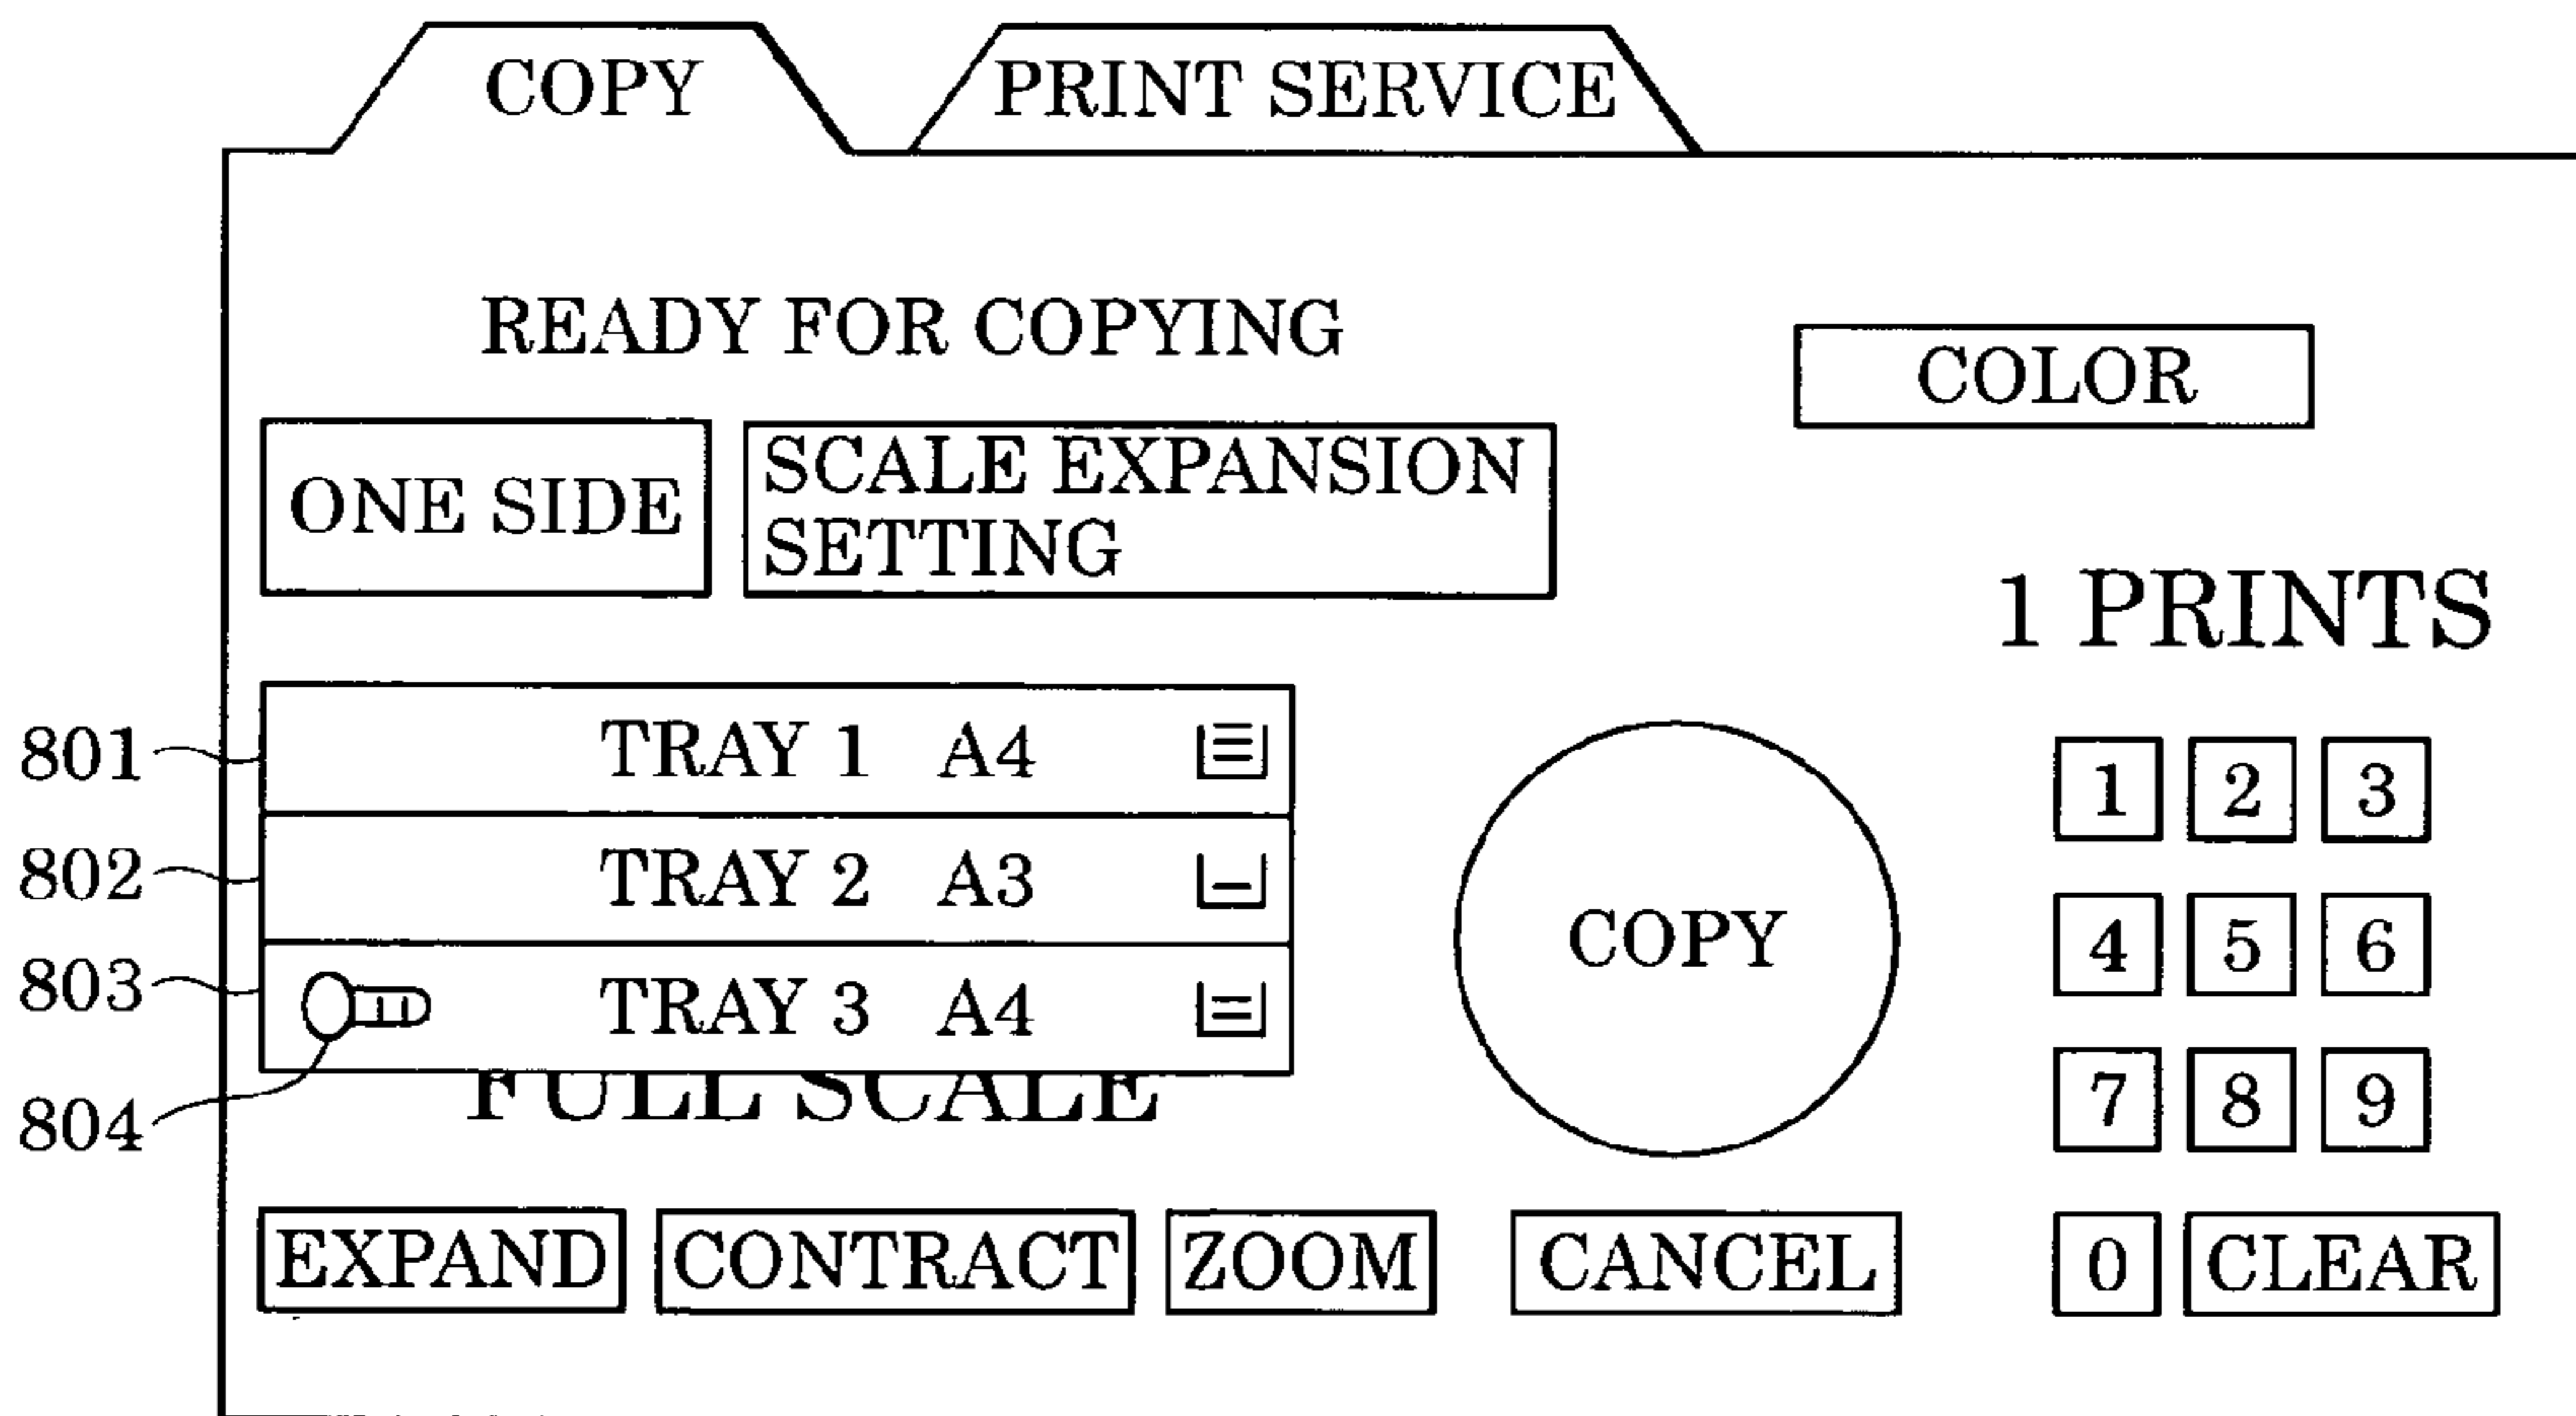 COPY
PRINT SERVICE
READY FOR COPYING
COLOR
ONE SIDE
SCALE EXPANSION
SETTING
1 PRINTS
801
TRAY 1 A4
802
TRAY 2 A3
803
TRAY 3 A4
804
FULL SCALE
COPY
1 2 3
4 5 6
7 8 9
EXPAND
CONTRACT
ZOOM
CANCEL
0
CLEAR